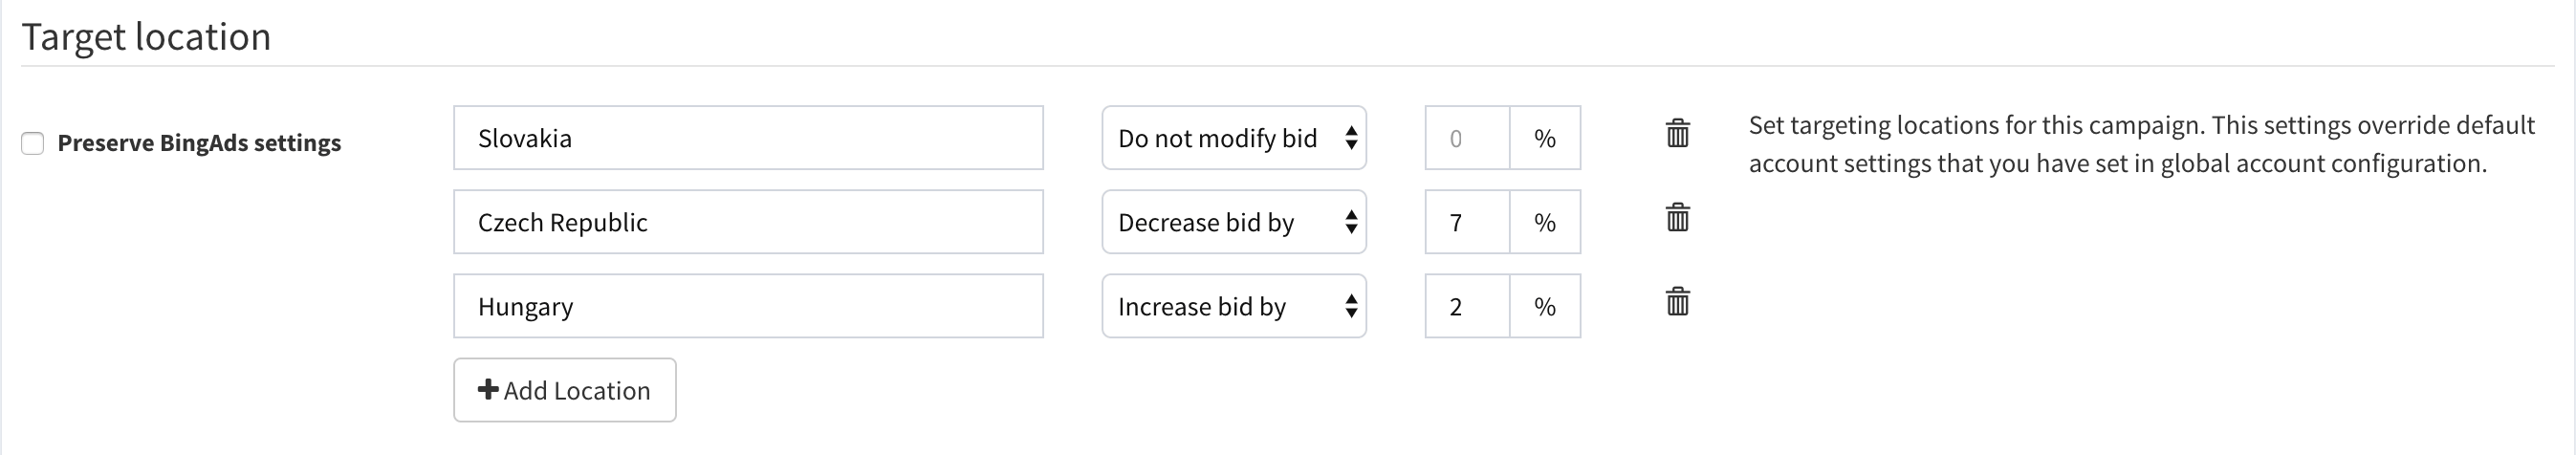 Target location
Preserve BingAds settings
Slovakia
Do not modify bid
0 %
Czech Republic
Decrease bid by
7 %
Hungary
Increase bid by
2 %
Add Location
Set targeting locations for this campaign. This settings override default
account settings that you have set in global account configuration.